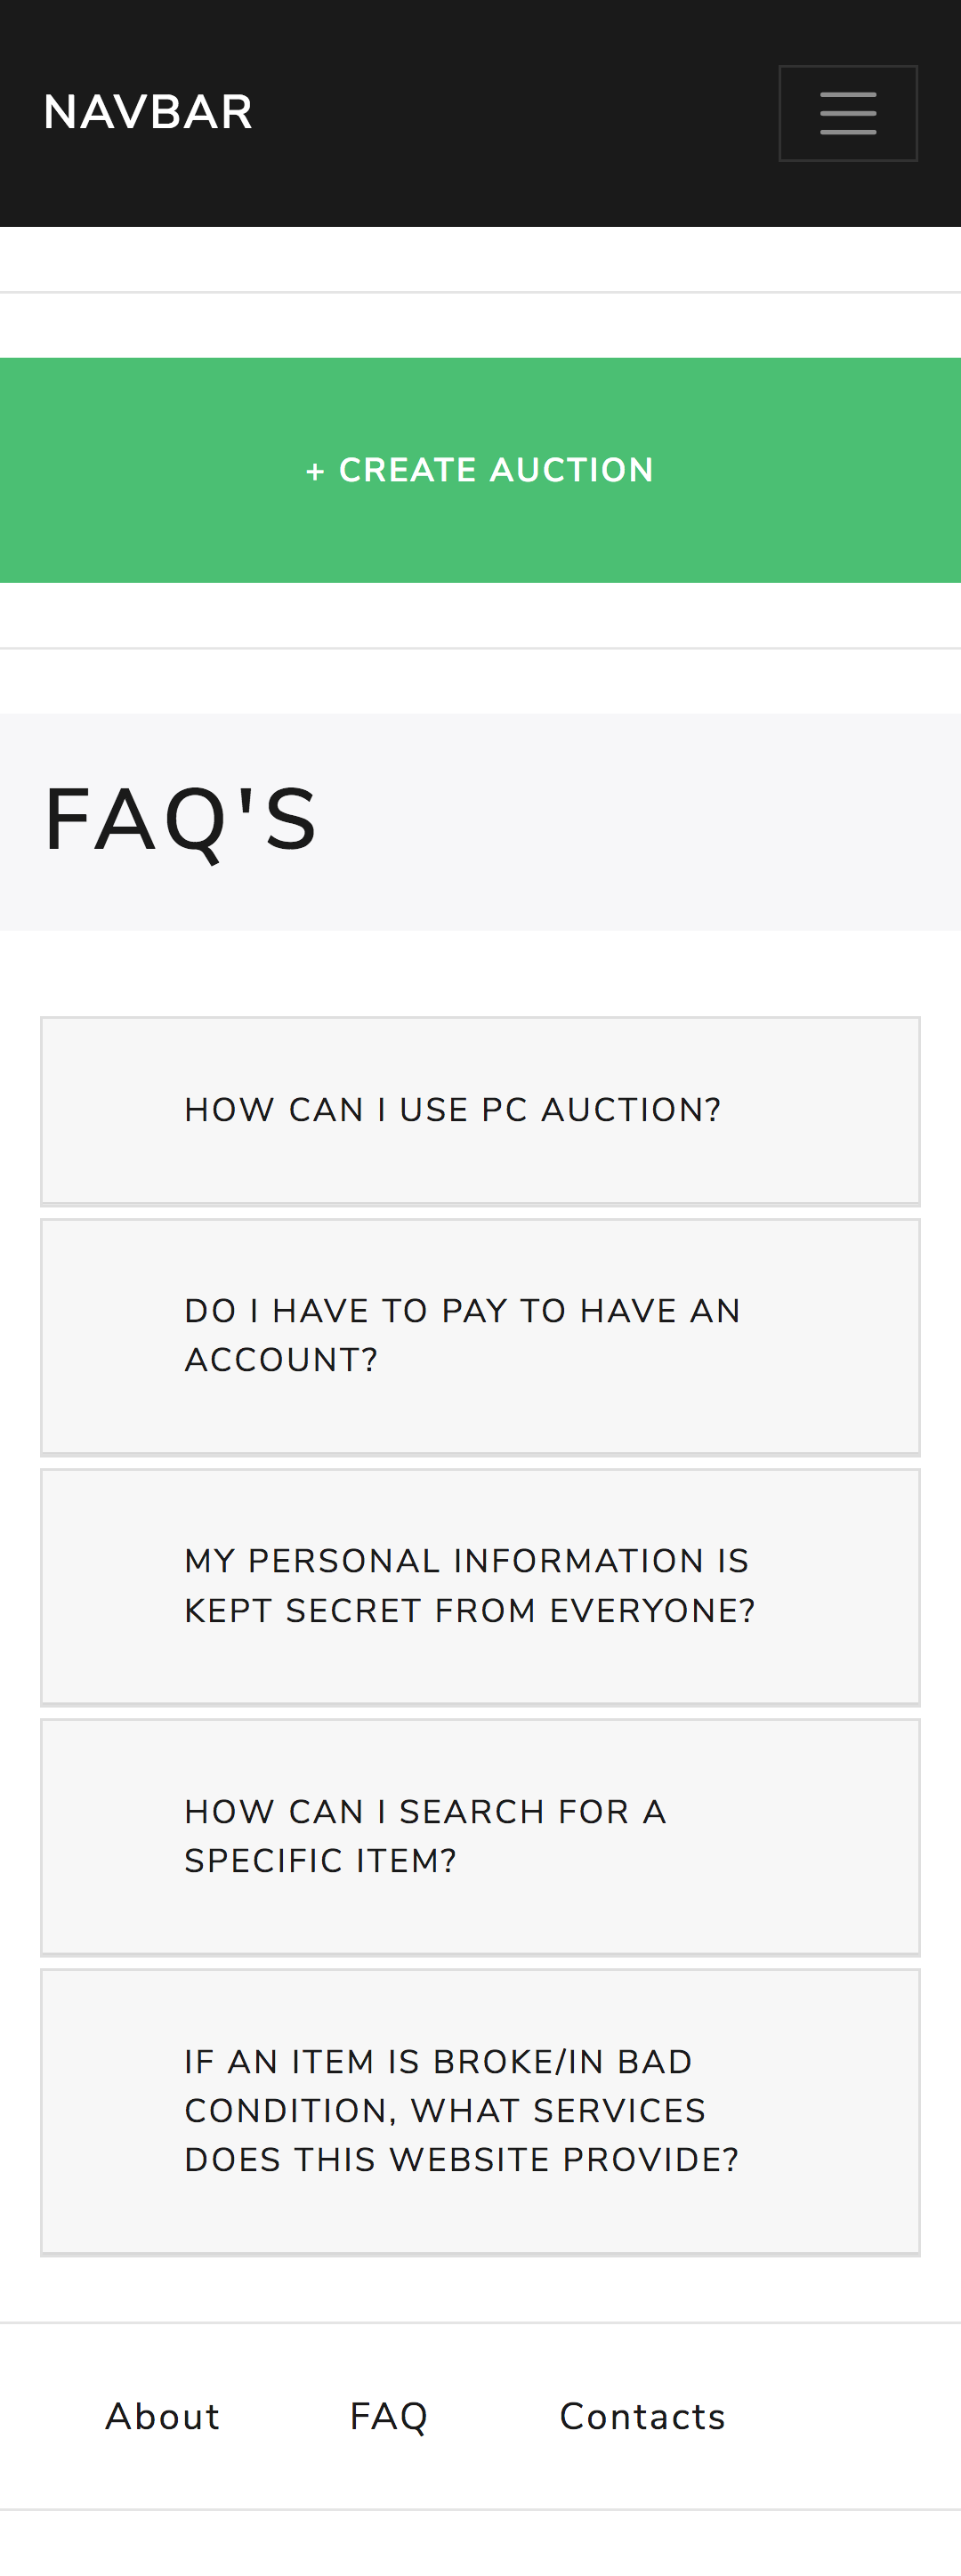 NAVBAR
+ CREATE AUCTION
FAQ'S
HOW CAN I USE PC AUCTION?
DO I HAVE TO PAY TO HAVE AN
ACCOUNT?
MY PERSONAL INFORMATION IS
KEPT SECRET FROM EVERYONE?
HOW CAN I SEARCH FOR A
SPECIFIC ITEM?
IF AN ITEM IS BROKE/IN BAD
CONDITION, WHAT SERVICES
DOES THIS WEBSITE PROVIDE?
About FAQ Contacts